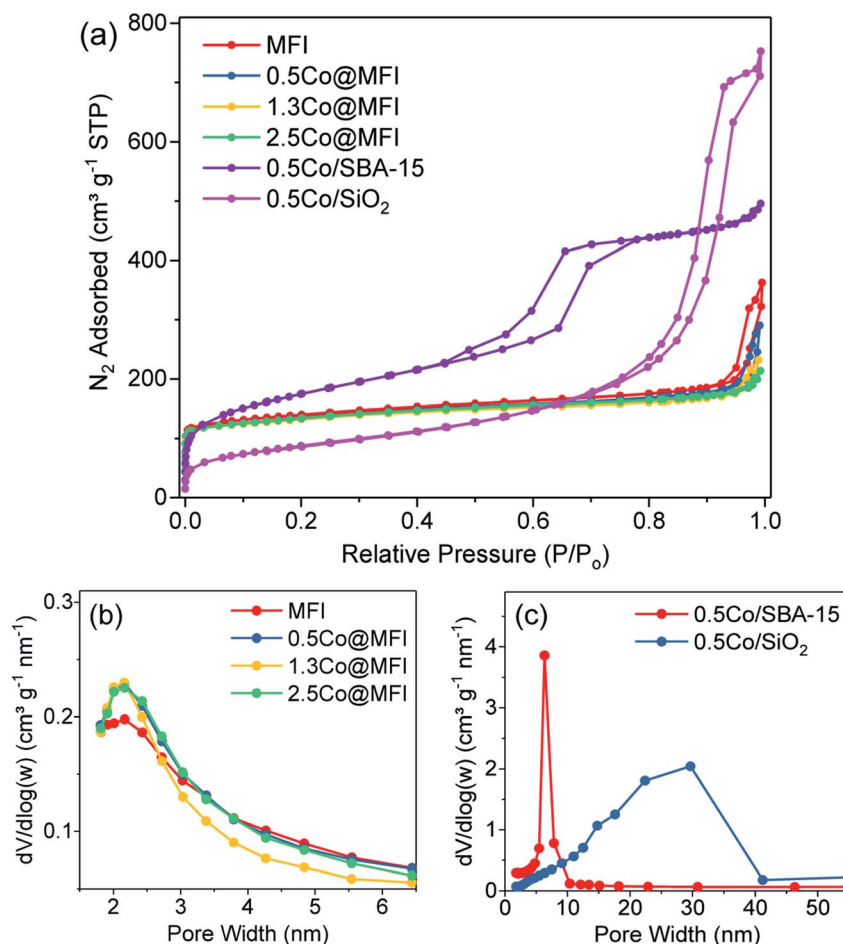 (a)
800
600
400
200
0
N₂ Adsorbed (cm³ g⁻¹ STP)
MFI
0.5Co@MFI
1.3Co@MFI
2.5Co@MFI
0.5Co/SBA-15
0.5Co/SiO₂
0.0 0.2 0.4 0.6 0.8 1.0
Relative Pressure (P/Pₒ)
(b)
0.3
0.2
0.1
dV/dlog(w) (cm³ g⁻¹ nm⁻¹)
MFI
0.5Co@MFI
1.3Co@MFI
2.5Co@MFI
2 3 4 5 6
Pore Width (nm)
(c)
5
4
3
2
1
0
dV/dlog(w) (cm³ g⁻¹ nm⁻¹)
0.5Co/SBA-15
0.5Co/SiO₂
0 10 20 30 40 50
Pore Width (nm)